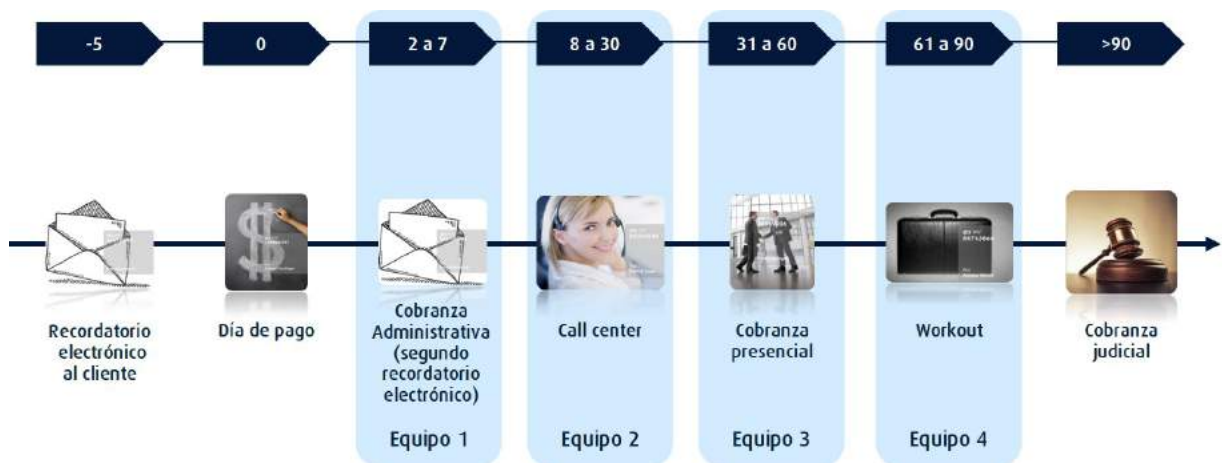 -5
0
2 a 7
8 a 30
31 a 60
61 a 90
>90
Recordatorio
electrónico
al cliente
Día de pago
Cobranza
Administrativa
(segundo
recordatorio
electrónico)
Call center
Cobranza
presencial
Workout
Cobranza
judicial
Equipo 1
Equipo 2
Equipo 3
Equipo 4